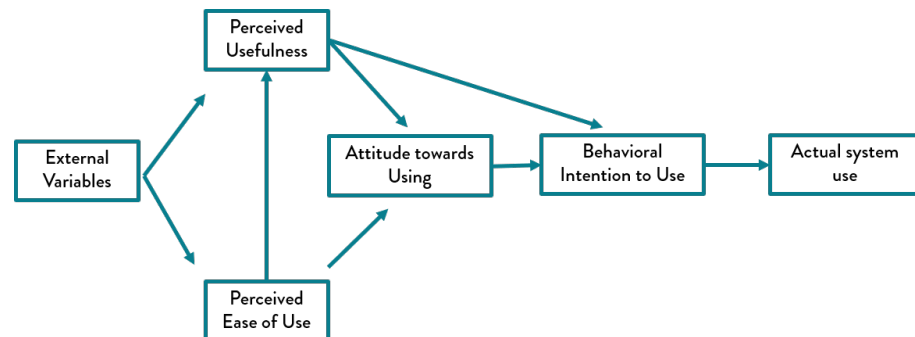 Perceived
Usefulness
External
Variables
Attitude towards
Using
Behavioral
Intention to Use
Actual system
use
Perceived
Ease of Use